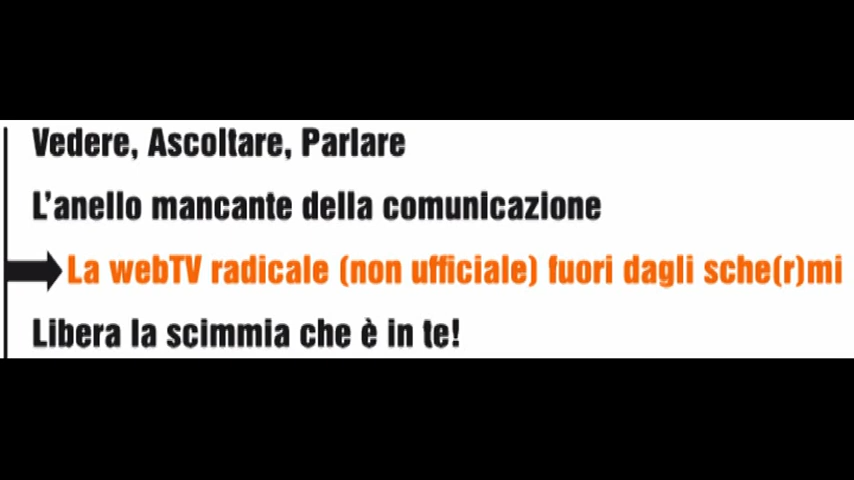 Vedere, Ascoltare, Parlare
L'anello mancante della comunicazione
La webTV radicale (non ufficiale) fuori dagli sche(r)mi
Libera la scimmia che è in te!